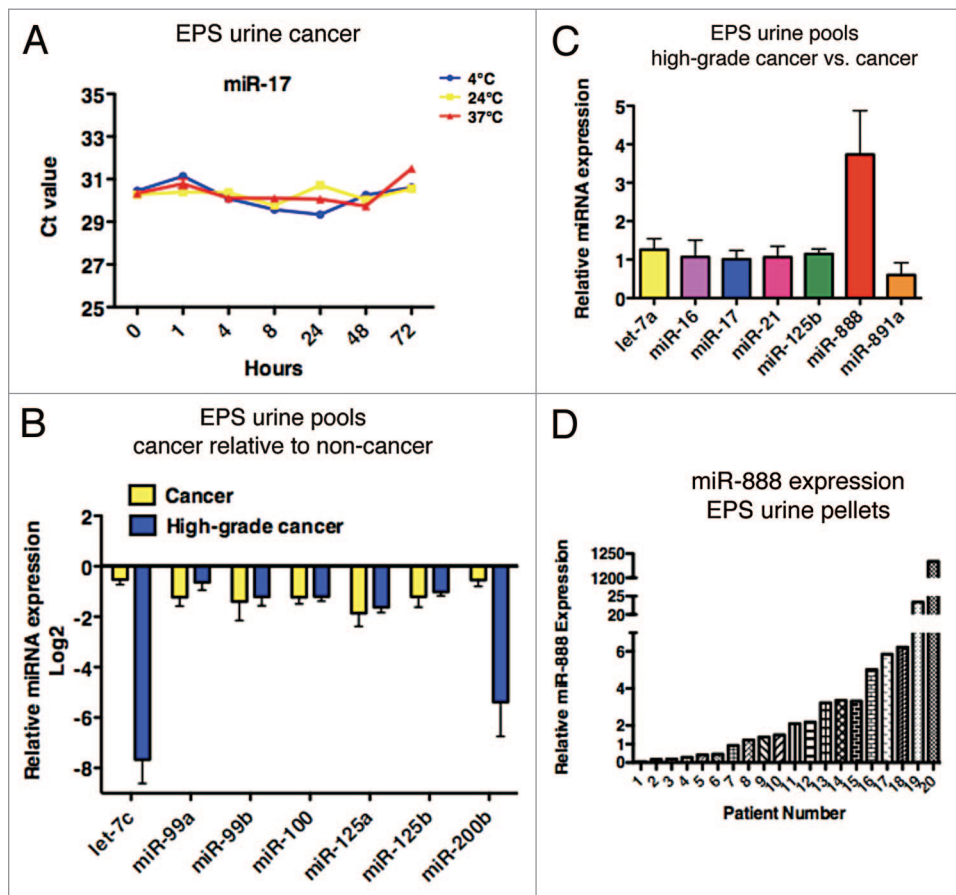 A
EPS urine cancer
miR-17
4°C
24°C
37°C
35
33
31
29
27
25
Ct value
0 1 4 8 24 48 72
Hours
C
EPS urine pools
high-grade cancer vs. cancer
5
4
3
2
1
0
Relative miRNA expression
let-7a miR-16 miR-17 miR-21 miR-125b miR-888 miR-891a
B
EPS urine pools
cancer relative to non-cancer
Cancer
High-grade cancer
2
0
-2
-4
-6
-8
Relative miRNA expression
Log2
let-7c miR-99a miR-99b miR-100 miR-125a miR-125b miR-200b
D
miR-888 expression
EPS urine pellets
1250
1200
25
20
6
4
2
1
0
Relative miR-888 Expression
1 2 3 4 5 6 7 8 9 10 11 12 13 14 15 16 17 18 19 20
Patient Number